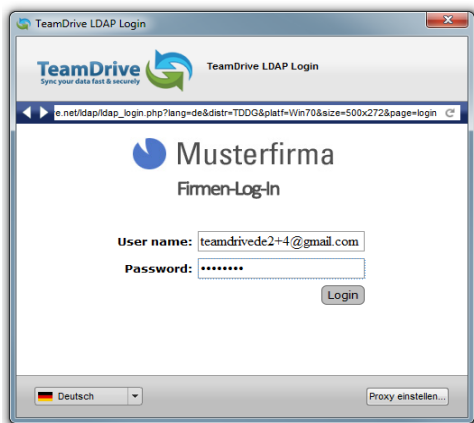 TeamDrive LDAP Login
TeamDrive
Sync your data fast & securely
TeamDrive LDAP Login
e.net/ldap/ldap_login.php?lang=de&distr=TDDG&platf=Win70&size=500x272&page=login
Musterfirma
Firmen-Log-In
User name: teamdrivede2+4@gmail.com
Password: ••••••••
Login
Deutsch
Proxy einstellen...